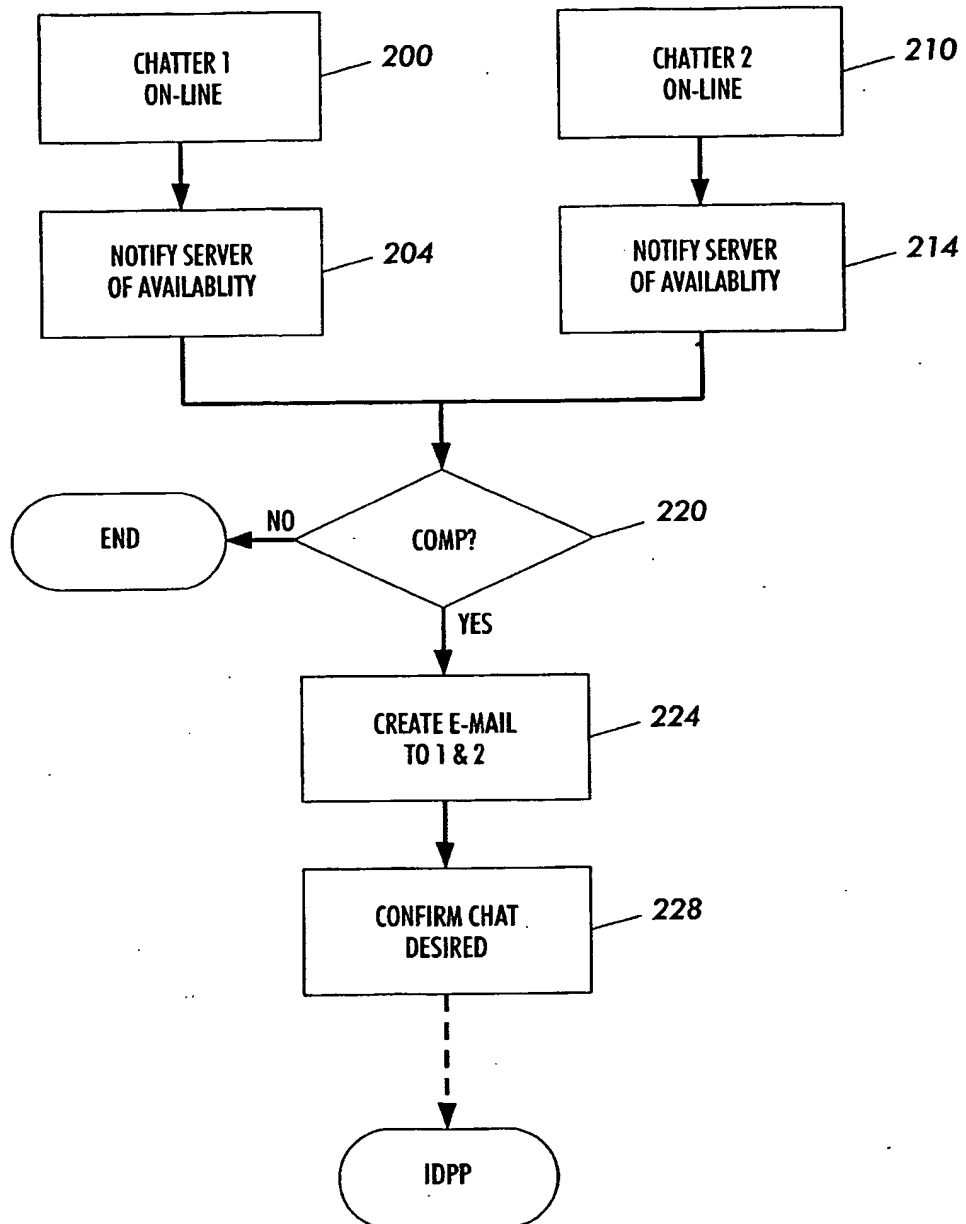 CHATTER 1
ON-LINE
200
CHATTER 2
ON-LINE
210
NOTIFY SERVER
OF AVAILABLITY
204
NOTIFY SERVER
OF AVAILABLITY
214
END
NO
COMP?
220
YES
CREATE E-MAIL
TO 1 & 2
224
CONFIRM CHAT
DESIRED
228
IDPP